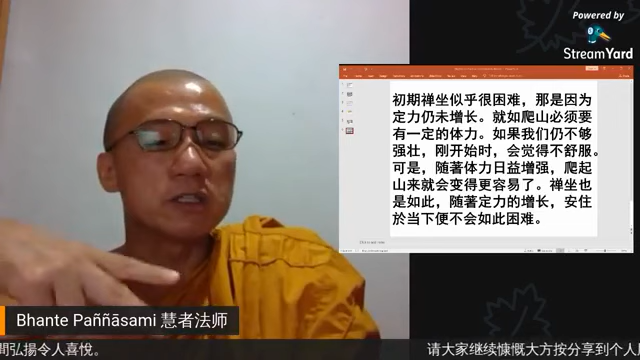 Powered by
StreamYard
初期禅坐似乎很困难，那是因为
定力仍未增长。就如爬山必须要
有一定的体力。如果我们仍不够
强壮，刚开始时，会觉得不舒服。
可是，随著体力日益增强，爬起
山来就会变得更容易了。禅坐也
是如此，随著定力的增长，安住
於当下便不会如此困难。
Bhante Paññāsami 慧者法师
間弘揚令人喜悅。
请大家继续慷慨大方按分享到个人